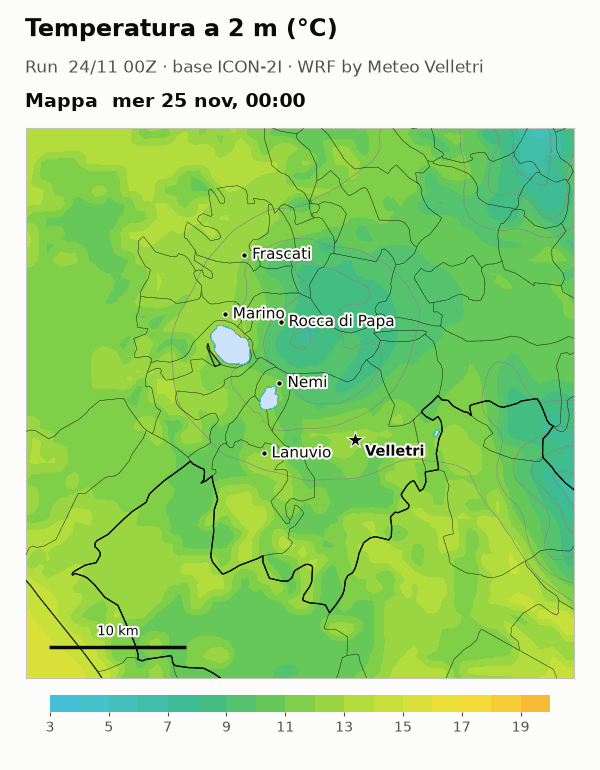 Temperatura a 2 m (°C)
Run  24/11 00Z · base ICON-2I · WRF by Meteo Velletri
Mappa  mer 25 nov, 00:00
Frascati
Marino
Rocca di Papa
Nemi
Velletri
Lanuvio
10 km
3 5 7 9 11 13 15 17 19